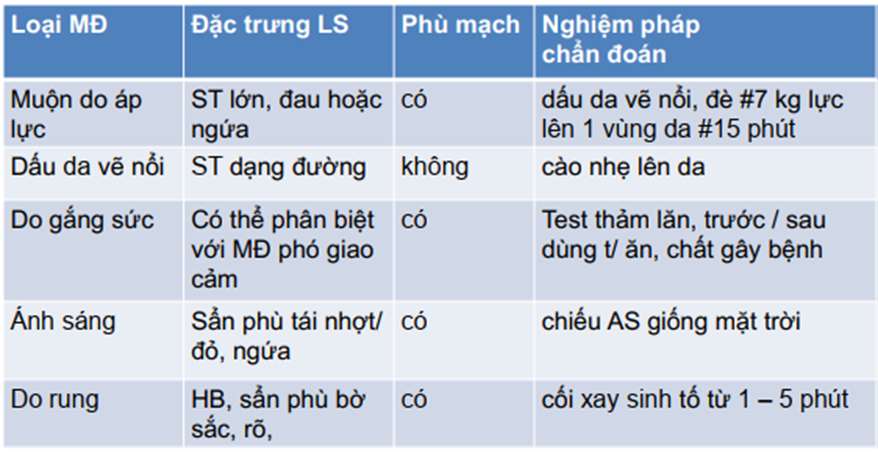 Loại MĐ Đặc trưng LS Phù mạch Nghiệm pháp
chẩn đoán
Muộn do áp lực ST lớn, đau hoặc ngứa có dấu da vẽ nổi, đè #7 kg lực lên 1 vùng da #15 phút
Dấu da vẽ nổi ST dạng đường không cào nhẹ lên da
Do gắng sức Có thể phân biệt với MĐ phó giao cảm có Test thảm lăn, trước / sau dùng t/ ăn, chất gây bệnh
Ánh sáng Sẩn phù tái nhợt/ đỏ, ngứa có chiếu AS giống mặt trời
Do rung HB, sẩn phù bờ sắc, rõ, có cối xay sinh tố từ 1 – 5 phút